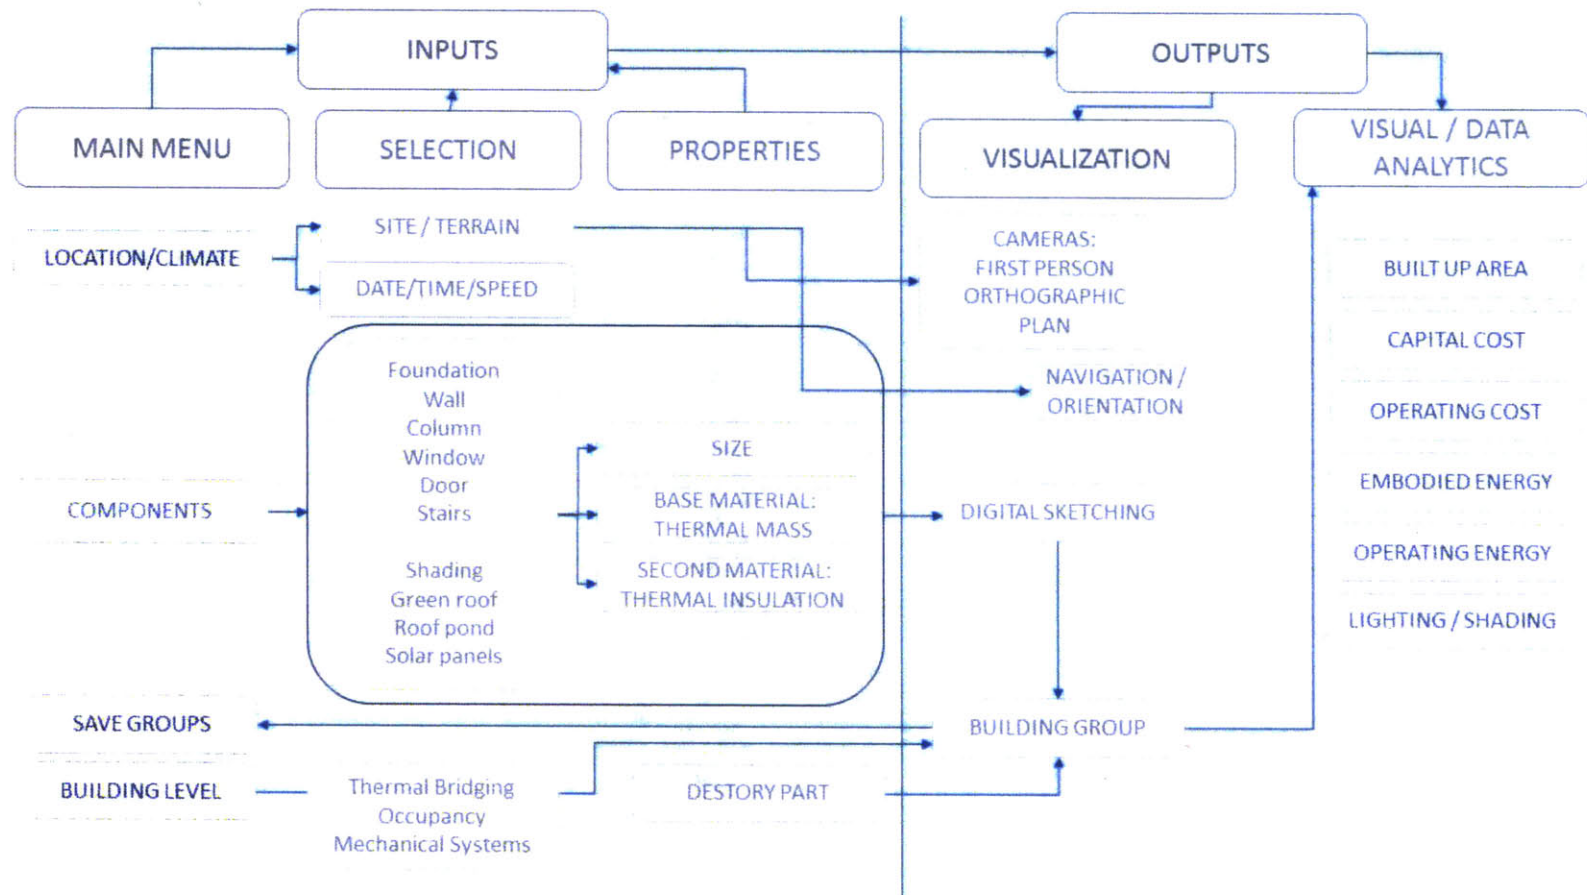 INPUTS
OUTPUTS
MAIN MENU
SELECTION
PROPERTIES
VISUALIZATION
VISUAL / DATA
ANALYTICS
LOCATION/CLIMATE
SITE / TERRAIN
DATE/TIME/SPEED
CAMERAS:
FIRST PERSON
ORTHOGRAPHIC
PLAN
NAVIGATION /
ORIENTATION
BUILT UP AREA
CAPITAL COST
OPERATING COST
EMBODIED ENERGY
OPERATING ENERGY
LIGHTING / SHADING
COMPONENTS
Foundation
Wall
Column
Window
Door
Stairs
Shading
Green roof
Roof pond
Solar panels
SIZE
BASE MATERIAL:
THERMAL MASS
SECOND MATERIAL:
THERMAL INSULATION
DIGITAL SKETCHING
SAVE GROUPS
BUILDING GROUP
BUILDING LEVEL
Thermal Bridging
Occupancy
Mechanical Systems
DESTORY PART